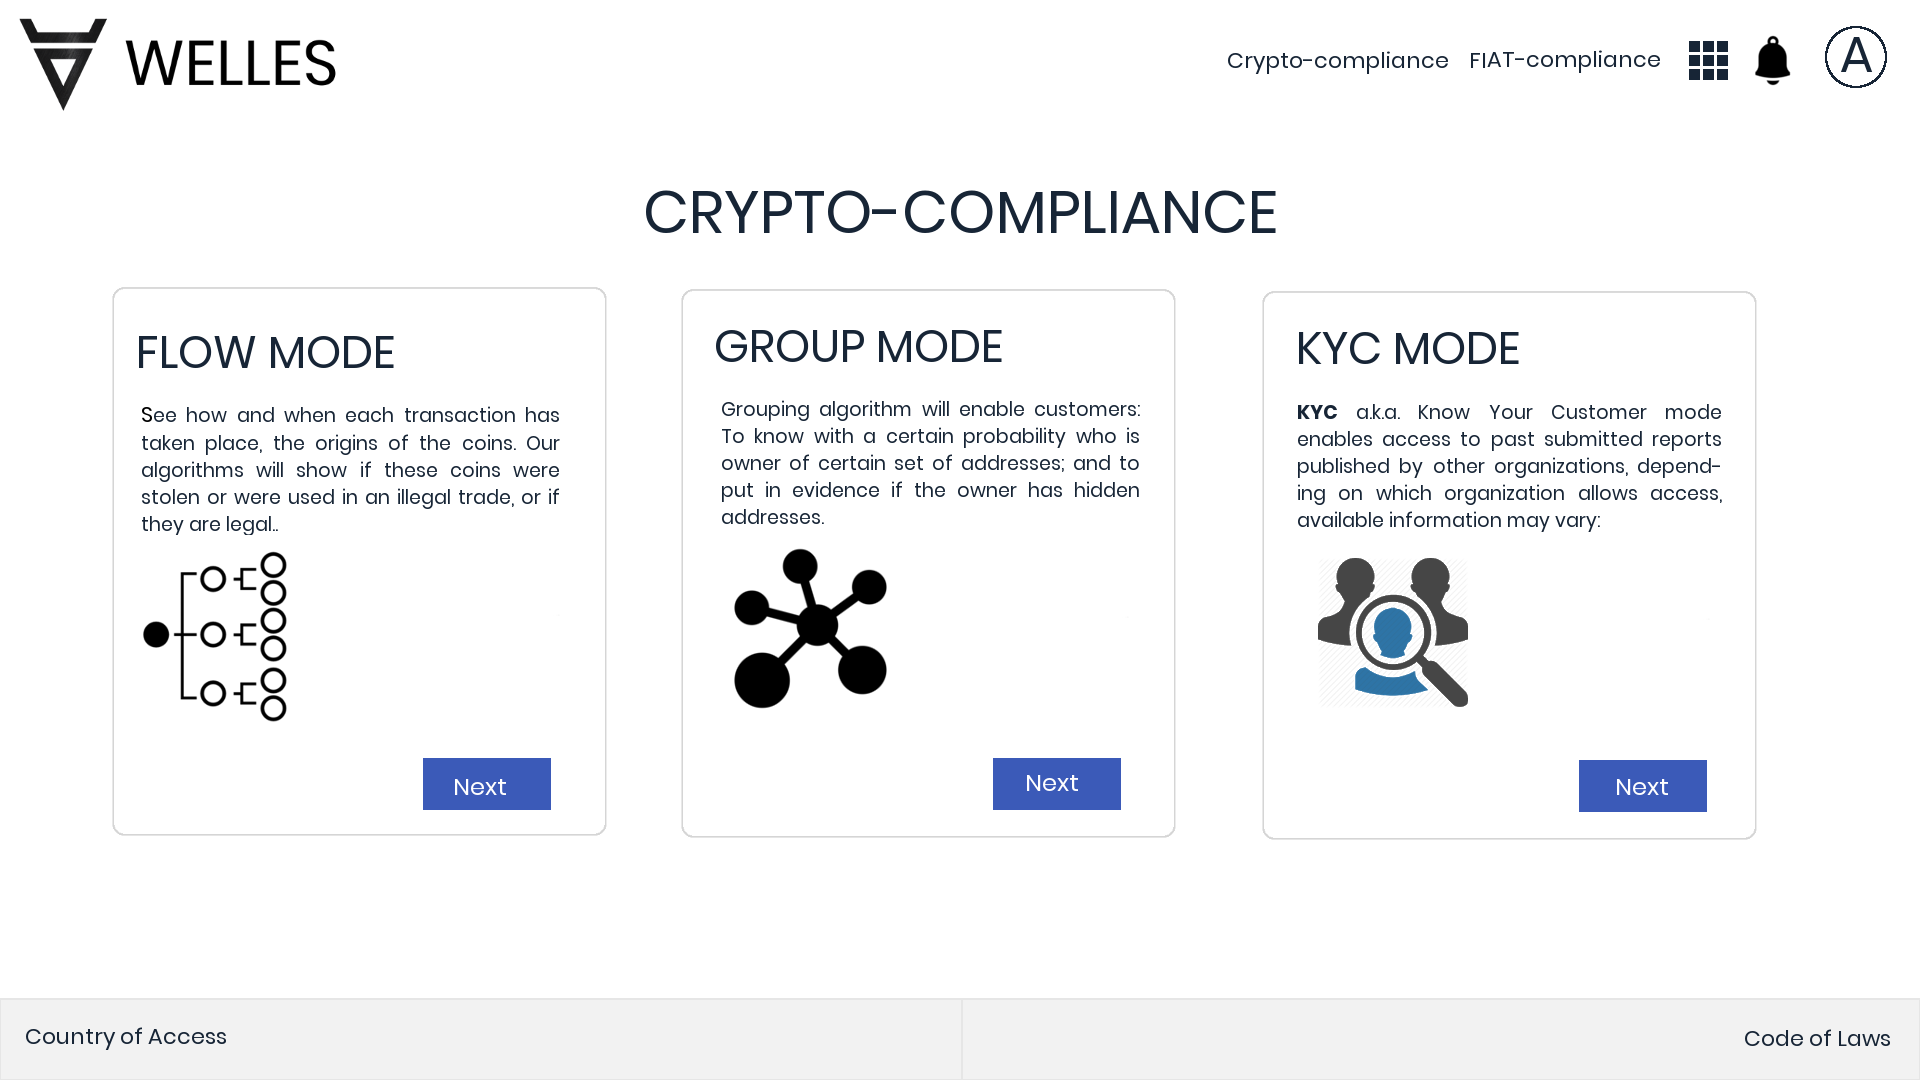 WELLES
Crypto-compliance
FIAT-compliance
A
CRYPTO-COMPLIANCE
FLOW MODE
See how and when each transaction has
taken place, the origins of the coins. Our
algorithms will show if these coins were
stolen or were used in an illegal trade, or if
they are legal..
Next
GROUP MODE
Grouping algorithm will enable customers:
To know with a certain probability who is
owner of certain set of addresses; and to
put in evidence if the owner has hidden
addresses.
Next
KYC MODE
KYC a.k.a. Know Your Customer mode
enables access to past submitted reports
published by other organizations, depend-
ing on which organization allows access,
available information may vary:
Next
Country of Access
Code of Laws